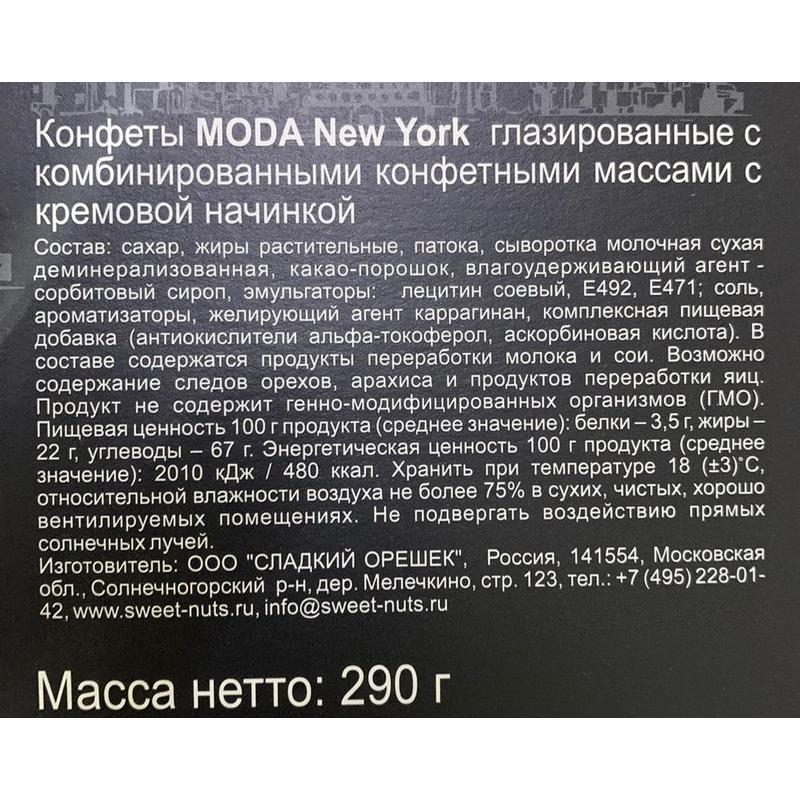 Конфеты MODA New York глазированные с
комбинированными конфетными массами с
кремовой начинкой
Состав: сахар, жиры растительные, патока, сыворотка молочная сухая
деминерализованная, какао-порошок, влагоудерживающий агент -
сорбитовый сироп, эмульгаторы: лецитин соевый, Е492, Е471; соль,
ароматизаторы, желирующий агент каррагинан, комплексная пищевая
добавка (антиокислители альфа-токоферол, аскорбиновая кислота). В
составе содержатся продукты переработки молока и сои. Возможно
содержание следов орехов, арахиса и продуктов переработки яиц.
Продукт не содержит генно-модифицированных организмов (ГМО).
Пищевая ценность 100 г продукта (среднее значение): белки – 3,5 г, жиры –
22 г, углеводы – 67 г. Энергетическая ценность 100 г продукта (среднее
значение): 2010 кДж / 480 ккал. Хранить при температуре 18 (±3)˚С,
относительной влажности воздуха не более 75% в сухих, чистых, хорошо
вентилируемых помещениях. Не подвергать воздействию прямых
солнечных лучей.
Изготовитель: ООО "СЛАДКИЙ ОРЕШЕК", Россия, 141554, Московская
обл., Солнечногорский р-н, дер. Мелечкино, стр. 123, тел.: +7 (495) 228-01-
42, www.sweet-nuts.ru, info@sweet-nuts.ru
Масса нетто: 290 г